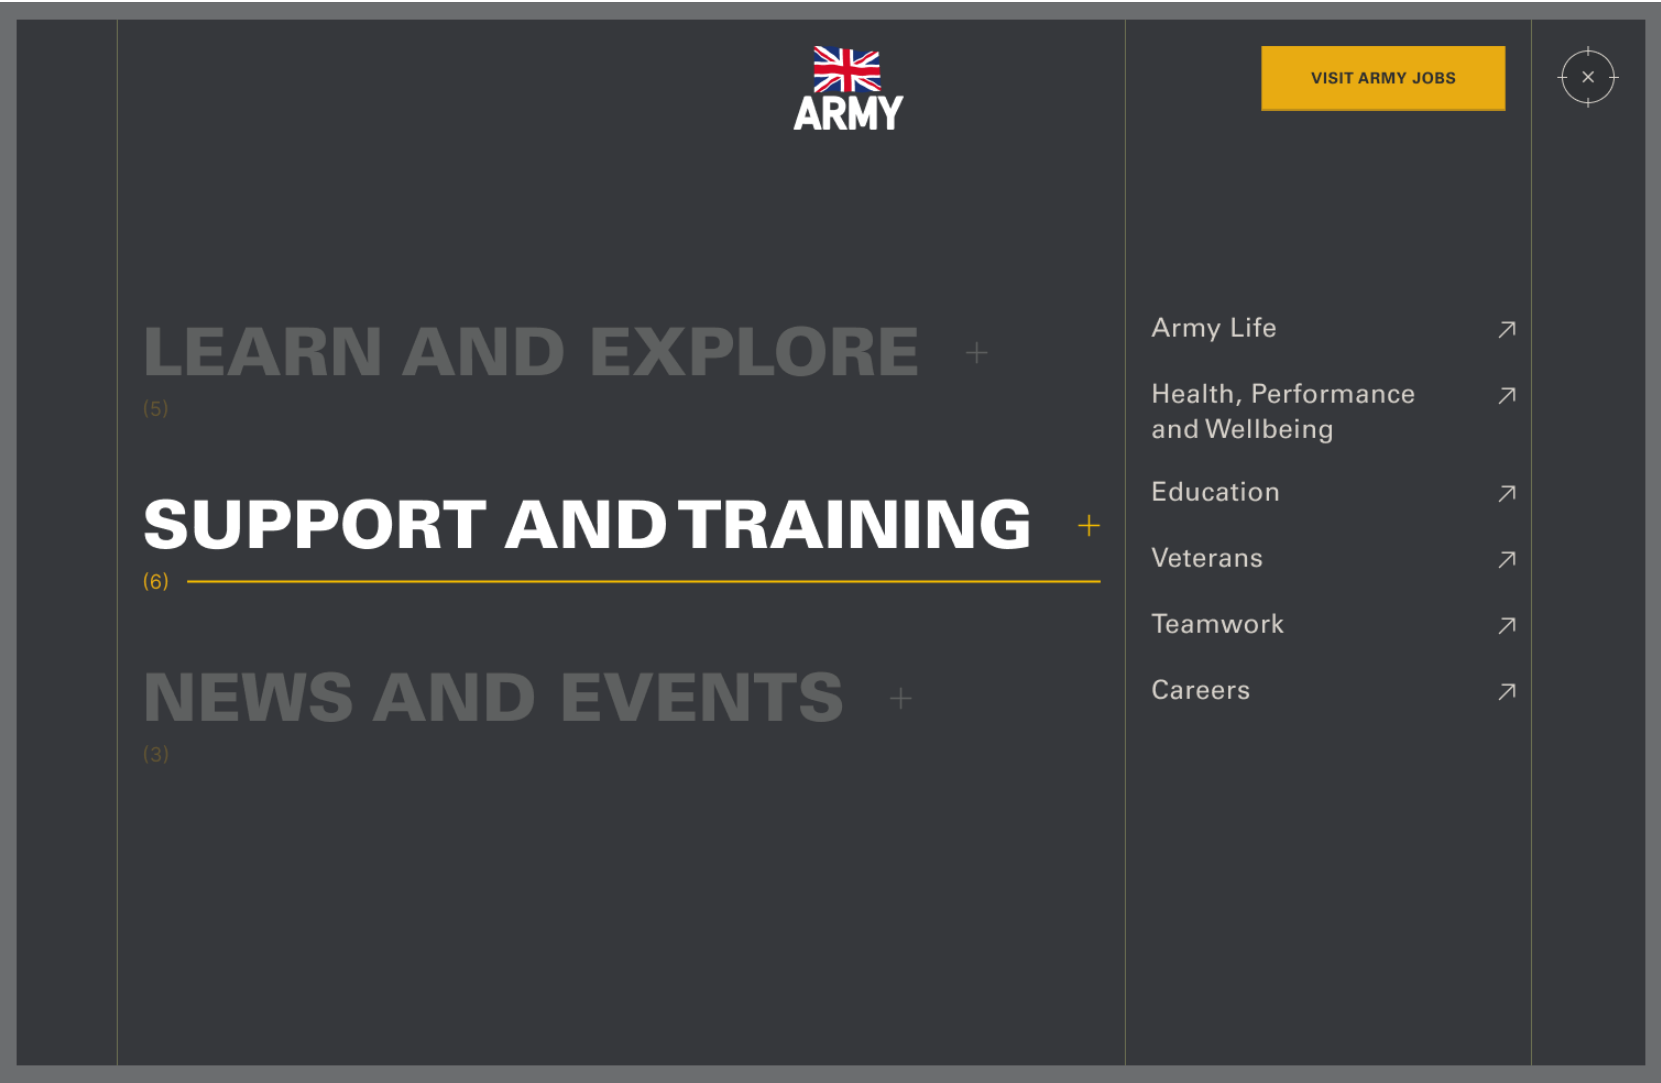 ARMY
VISIT ARMY JOBS
LEARN AND EXPLORE
(5)
SUPPORT AND TRAINING
(6)
NEWS AND EVENTS
(3)
Army Life
Health, Performance
and Wellbeing
Education
Veterans
Teamwork
Careers